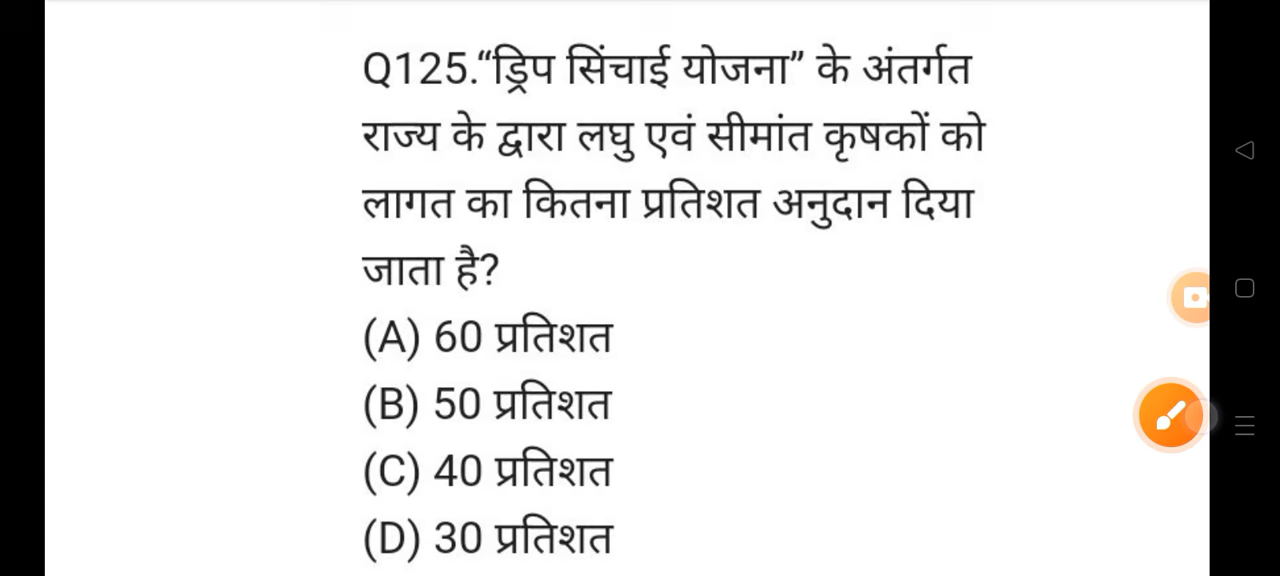 Q125.“ड्रिप सिंचाई योजना” के अंतर्गत
राज्य के द्वारा लघु एवं सीमांत कृषकों को
लागत का कितना प्रतिशत अनुदान दिया
जाता है?
(A) 60 प्रतिशत
(B) 50 प्रतिशत
(C) 40 प्रतिशत
(D) 30 प्रतिशत